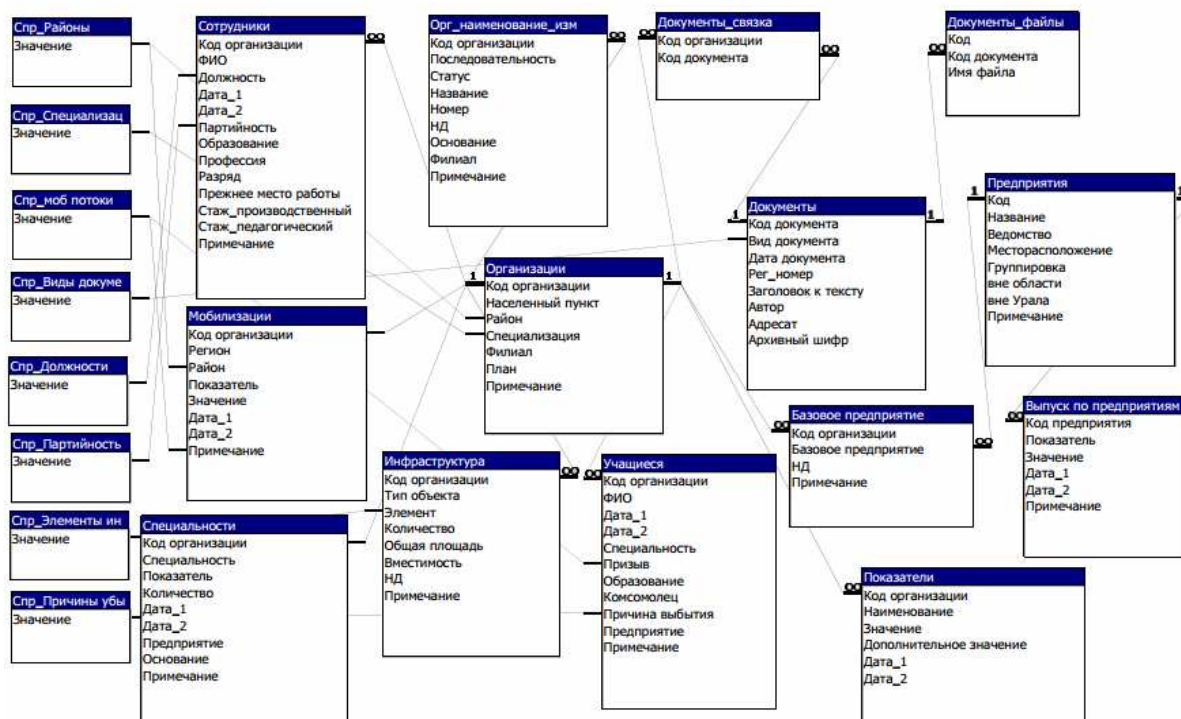 Спр_Районы
Значение
Спр_Специализац
Значение
Спр_моб потоки
Значение
Спр_Виды докуме
Значение
Спр_Должности
Значение
Спр_Партийность
Значение
Спр_Элементы ин
Значение
Спр_Причины убы
Значение
Сотрудники
Код организации
ФИО
Должность
Дата_1
Дата_2
Партийность
Образование
Профессия
Разряд
Прежнее место работы
Стаж_производственный
Стаж_педагогический
Примечание
Мобилизации
Код организации
Регион
Район
Показатель
Значение
Дата_1
Дата_2
Примечание
Специальности
Код организации
Специальность
Показатель
Количество
Дата_1
Дата_2
Предприятие
Основание
Примечание
Орг_наименование_изм
Код организации
Последовательность
Статус
Название
Номер
НД
Основание
Филиал
Примечание
Организации
Код организации
Населенный пункт
Район
Специализация
Филиал
План
Примечание
Инфраструктура
Код организации
Тип объекта
Элемент
Количество
Общая площадь
Вместимость
НД
Примечание
Учащиеся
Код организации
ФИО
Дата_1
Дата_2
Специальность
Призыв
Образование
Комсомолец
Причина выбытия
Предприятие
Примечание
Документы_связка
Код организации
Код документа
Документы
Код документа
Вид документа
Дата документа
Рег_номер
Заголовок к тексту
Автор
Адресат
Архивный шифр
Базовое предприятие
Код организации
Базовое предприятие
НД
Примечание
Показатели
Код организации
Наименование
Значение
Дополнительное значение
Дата_1
Дата_2
Документы_файлы
Код
Код документа
Имя файла
Предприятия
Код
Название
Ведомство
Месторасположение
Группировка
вне области
вне Урала
Примечание
Выпуск по предприятиям
Код предприятия
Показатель
Значение
Дата_1
Дата_2
Примечание
1
1
1
1
1
1